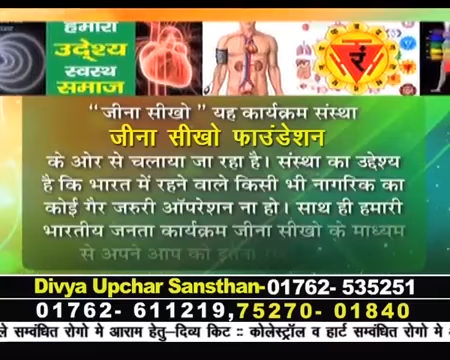 हमारा
उद्देश्य
स्वस्थ
समाज
रं
“जीना सीखो ” यह कार्यक्रम संस्था
जीना सीखो फाउंडेशन
के ओर से चलाया जा रहा है। संस्था का उद्देश्य
है कि भारत में रहने वाले किसी भी नागरिक का
कोई गैर जरुरी ऑपरेशन ना हो। साथ ही हमारी
भारतीय जनता कार्यक्रम जीना सीखो के माध्यम
से अपने आप को इतना
Divya Upchar Sansthan-01762- 535251
01762- 611219,75270- 01840
ले सम्वंधित रोगो मे आराम हेतु–दिव्य किट :: कोलेस्ट्रॉल व हार्ट सम्वंधित रोगो मे